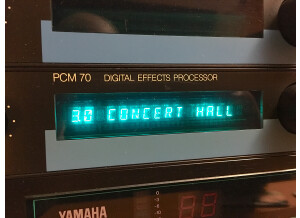 PCM 70 DIGITAL EFFECTS PROCESSOR
3.0 CONCERT HALL
YAMAHA